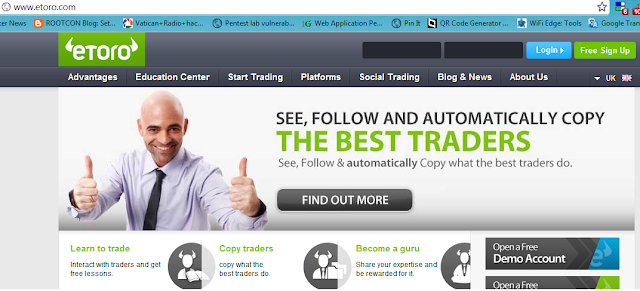 www.etoro.com
ter News
ROOTCON Blog: Set...
Vatican+Radio+hac...
Pentest lab vulnerab...
Web Application Pe...
Pin It
QR Code Generator ...
WiFi Edge: Tools
Google Trans
eToro
Login
Free Sign Up
Advantages
Education Center
Start Trading
Platforms
Social Trading
Blog & News
About Us
UK
SEE, FOLLOW AND AUTOMATICALLY COPY
THE BEST TRADERS
See, Follow & automatically Copy what the best traders do.
FIND OUT MORE
Learn to trade
Interact with traders and get
free lessons.
Copy traders
copy what the
best traders do.
Become a guru
Share your expertise and
be rewarded for it.
Open a Free
Demo Account
Open a Free